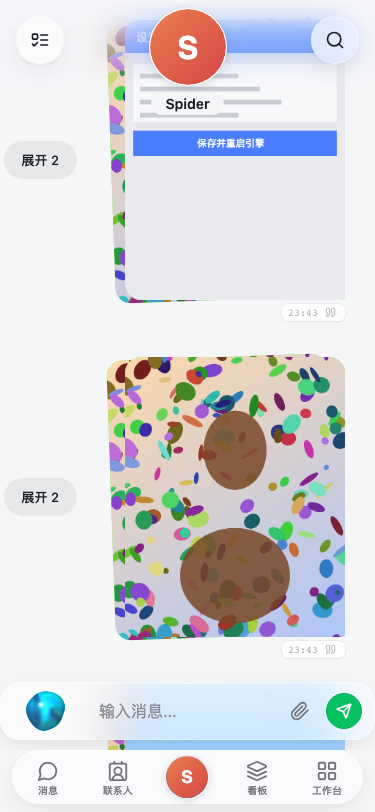 S
Spider
保存并重启引擎
展开 2
23:43
展开 2
23:43
输入消息...
消息
联系人
S
看板
工作台